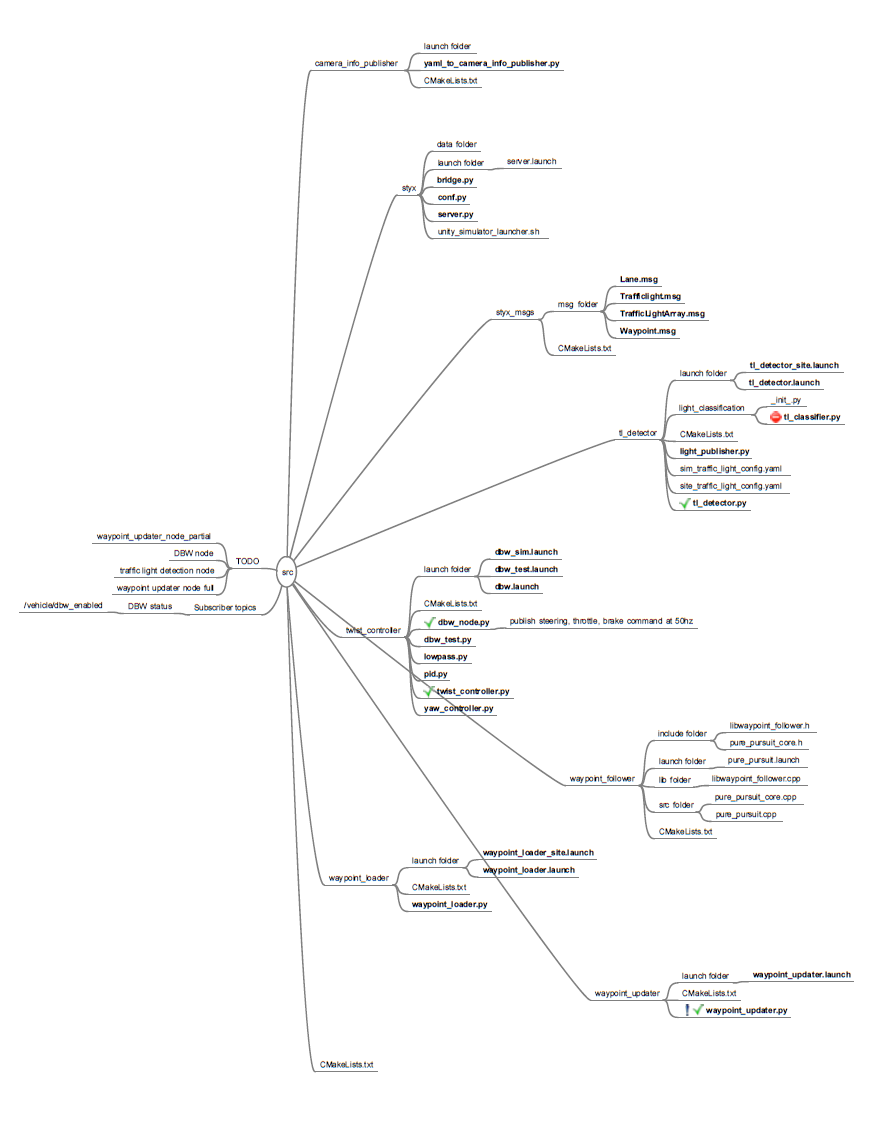 launch folder
camera_info_publisher
yaml_to_camera_info_publisher.py
CMakeLists.txt
data folder
launch folder
server.launch
styx
bridge.py
conf.py
server.py
unity_simulator_launcher.sh
Lane.msg
msg folder
Trafficlight.msg
styx_msgs
TrafficLightArray.msg
Waypoint.msg
CMakeLists.txt
tl_detector_site.launch
launch folder
tl_detector.launch
_init_.py
light_classification
tl_classifier.py
tl_detector
CMakeLists.txt
light_publisher.py
sim_traffic_light_config.yaml
site_traffic_light_config.yaml
tl_detector.py
waypoint_updater_node_partial
DBW node
TODO
traffic light detection node
waypoint updater node full
src
/vehicle/dbw_enabled
DBW status
Subscriber topics
dbw_sim.launch
launch folder
dbw_test.launch
dbw.launch
CMakeLists.txt
dbw_node.py
publish steering, throttle, brake command at 50hz
twist_controller
dbw_test.py
lowpass.py
pid.py
twist_controller.py
yaw_controller.py
libwaypoint_follower.h
include folder
pure_pursuit_core.h
launch folder
pure_pursuit.launch
waypoint_follower
lib folder
libwaypoint_follower.cpp
pure_pursuit_core.cpp
src folder
pure_pursuit.cpp
CMakeLists.txt
waypoint_loader_site.launch
launch folder
waypoint_loader.launch
waypoint_loader
CMakeLists.txt
waypoint_loader.py
launch folder
waypoint_updater.launch
waypoint_updater
CMakeLists.txt
waypoint_updater.py
CMakeLists.txt